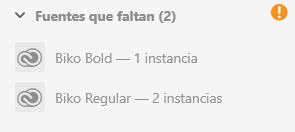 Fuentes que faltan (2)
Biko Bold — 1 instancia
Biko Regular — 2 instancias